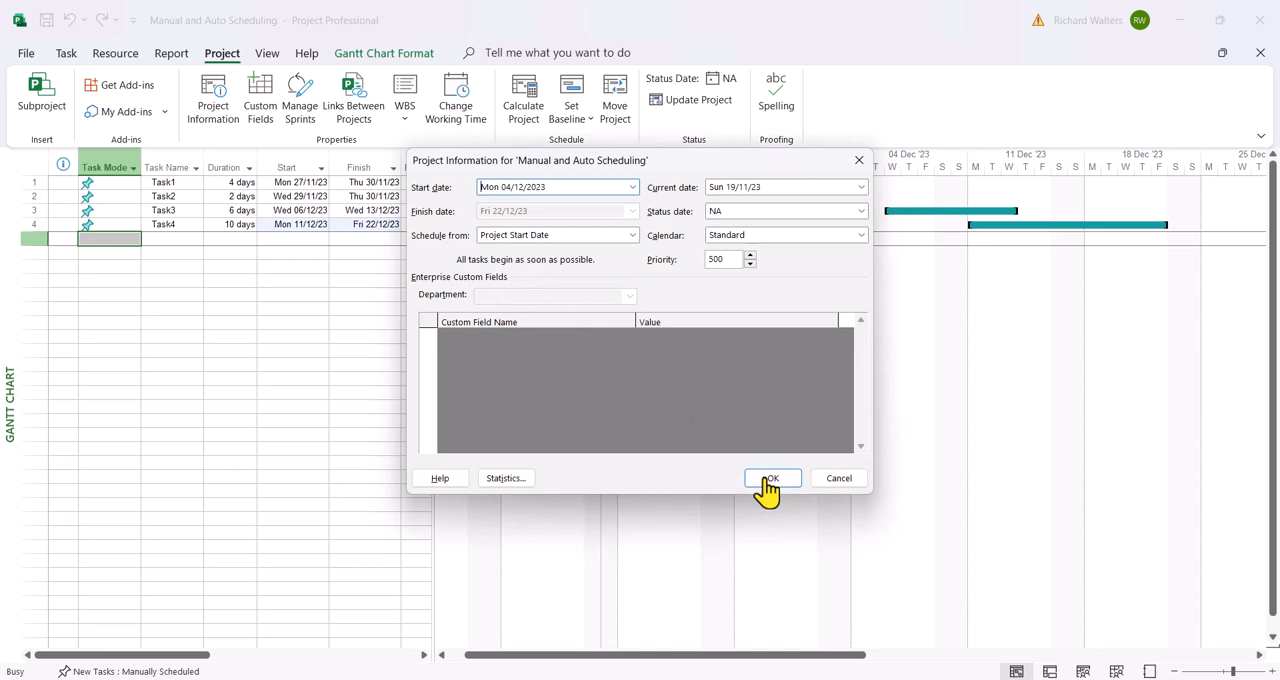 Manual and Auto Scheduling - Project Professional
Richard Walters
RW
File Task Resource Report Project View Help Gantt Chart Format Tell me what you want to do
Subproject
Insert
Get Add-ins
My Add-ins
Add-ins
Project Information
Custom Fields
Manage Sprints
Links Between Projects
WBS
Change Working Time
Properties
Calculate Project
Set Baseline
Move Project
Schedule
Status Date: NA
Update Project
Status
abc
Spelling
Proofing
Task Mode Task Name Duration Start Finish
1 Task1 4 days Mon 27/11/23 Thu 30/11/23
2 Task2 2 days Wed 29/11/23 Thu 30/11/23
3 Task3 6 days Wed 06/12/23 Wed 13/12/23
4 Task4 10 days Mon 11/12/23 Fri 22/12/23
04 Dec '23 11 Dec '23 18 Dec '23 25 Dec
T W T F S S M T W T F S S M T W T F S S M T W T
Project Information for 'Manual and Auto Scheduling'
Start date: Mon 04/12/2023 Current date: Sun 19/11/23
Finish date: Fri 22/12/23 Status date: NA
Schedule from: Project Start Date Calendar: Standard
All tasks begin as soon as possible. Priority: 500
Enterprise Custom Fields
Department:
Custom Field Name Value
Help Statistics... OK Cancel
GANTT CHART
Busy New Tasks : Manually Scheduled